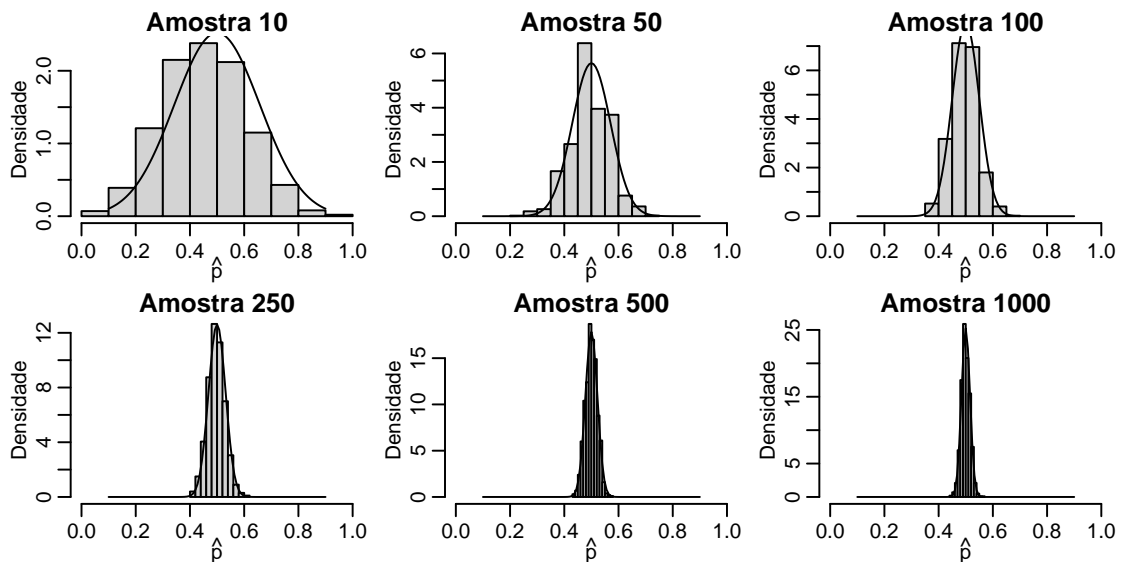 Amostra 10
Densidade
0.0 1.0 2.0
0.0 0.2 0.4 0.6 0.8 1.0
p̂
Amostra 50
Densidade
0 2 4 6
0.0 0.2 0.4 0.6 0.8 1.0
p̂
Amostra 100
Densidade
0 2 4 6
0.0 0.2 0.4 0.6 0.8 1.0
p̂
Amostra 250
Densidade
0 4 8 12
0.0 0.2 0.4 0.6 0.8 1.0
p̂
Amostra 500
Densidade
0 5 10 15
0.0 0.2 0.4 0.6 0.8 1.0
p̂
Amostra 1000
Densidade
0 5 15 25
0.0 0.2 0.4 0.6 0.8 1.0
p̂